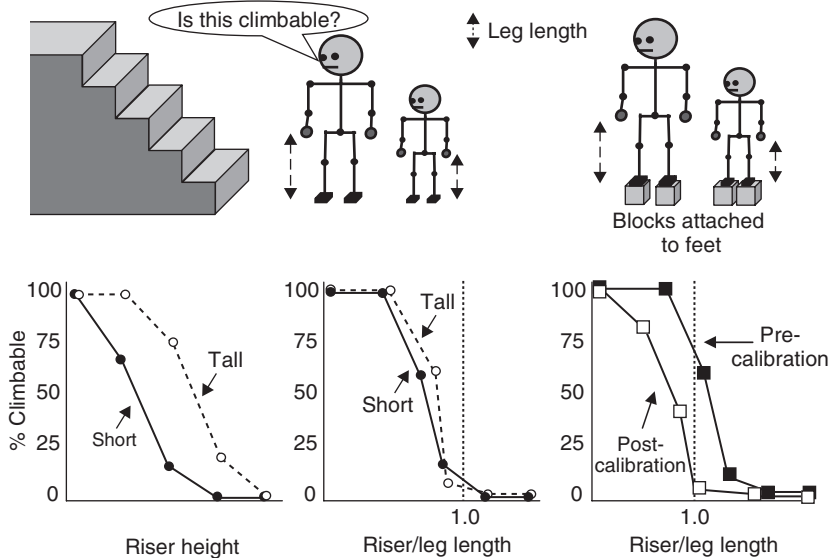 Is this climbable?
Leg length
Blocks attached
to feet
% Climbable
100
75
50
25
0
Tall
Short
Riser height
100
75
50
25
0
Tall
Short
1.0
Riser/leg length
100
75
50
25
0
Pre-
calibration
Post-
calibration
1.0
Riser/leg length